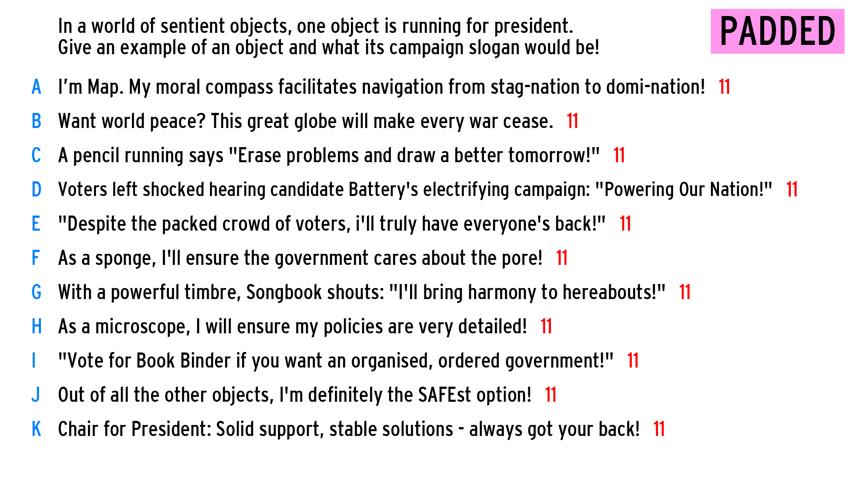 In a world of sentient objects, one object is running for president.
Give an example of an object and what its campaign slogan would be!
PADDED
A I'm Map. My moral compass facilitates navigation from stag-nation to domi-nation! 11
B Want world peace? This great globe will make every war cease. 11
C A pencil running says "Erase problems and draw a better tomorrow!" 11
D Voters left shocked hearing candidate Battery's electrifying campaign: "Powering Our Nation!" 11
E "Despite the packed crowd of voters, i'll truly have everyone's back!" 11
F As a sponge, I'll ensure the government cares about the pore! 11
G With a powerful timbre, Songbook shouts: "I'll bring harmony to hereabouts!" 11
H As a microscope, I will ensure my policies are very detailed! 11
I "Vote for Book Binder if you want an organised, ordered government!" 11
J Out of all the other objects, I'm definitely the SAFEst option! 11
K Chair for President: Solid support, stable solutions - always got your back! 11